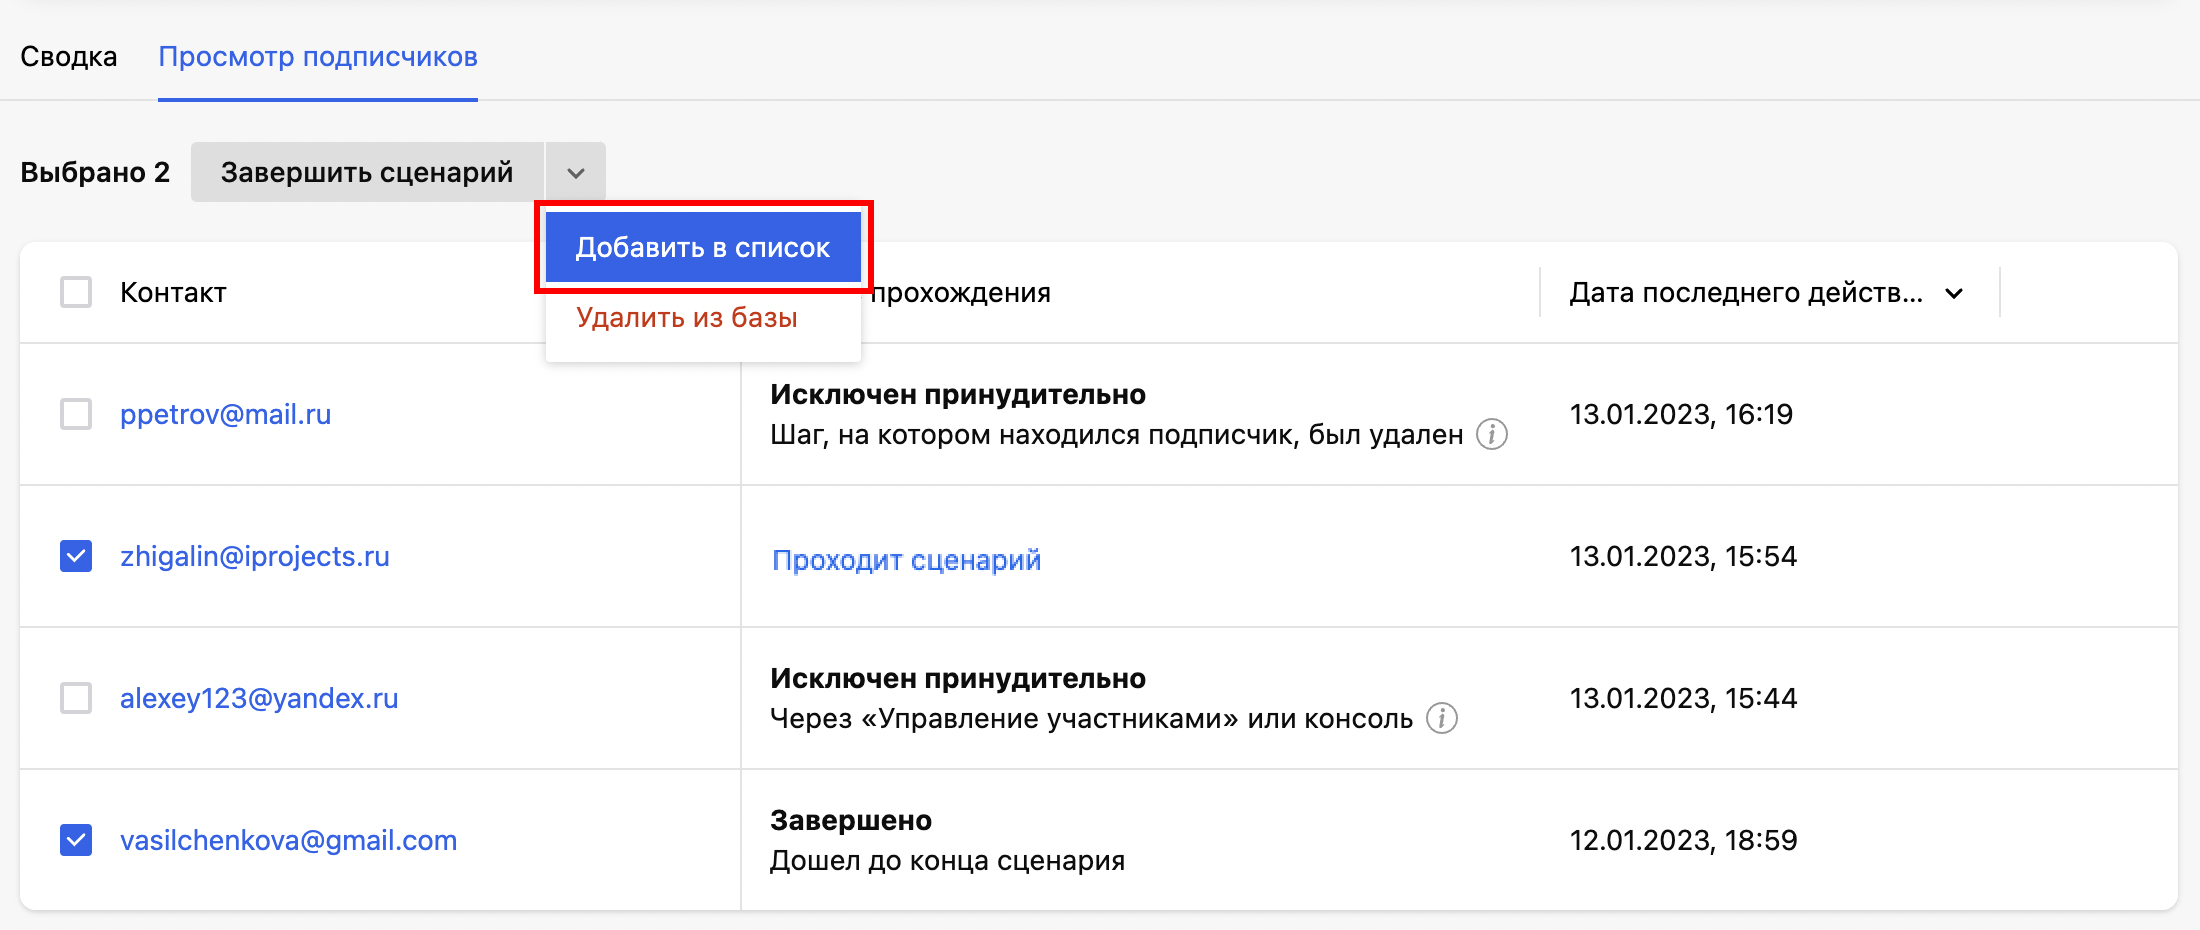 Сводка
Просмотр подписчиков
Выбрано 2
Завершить сценарий
Добавить в список
Удалить из базы
Контакт
прохождения
Дата последнего действ...
ppetrov@mail.ru
Исключен принудительно
Шаг, на котором находился подписчик, был удален
13.01.2023, 16:19
zhigalin@iprojects.ru
Проходит сценарий
13.01.2023, 15:54
alexey123@yandex.ru
Исключен принудительно
Через «Управление участниками» или консоль
13.01.2023, 15:44
vasilchenkova@gmail.com
Завершено
Дошел до конца сценария
12.01.2023, 18:59